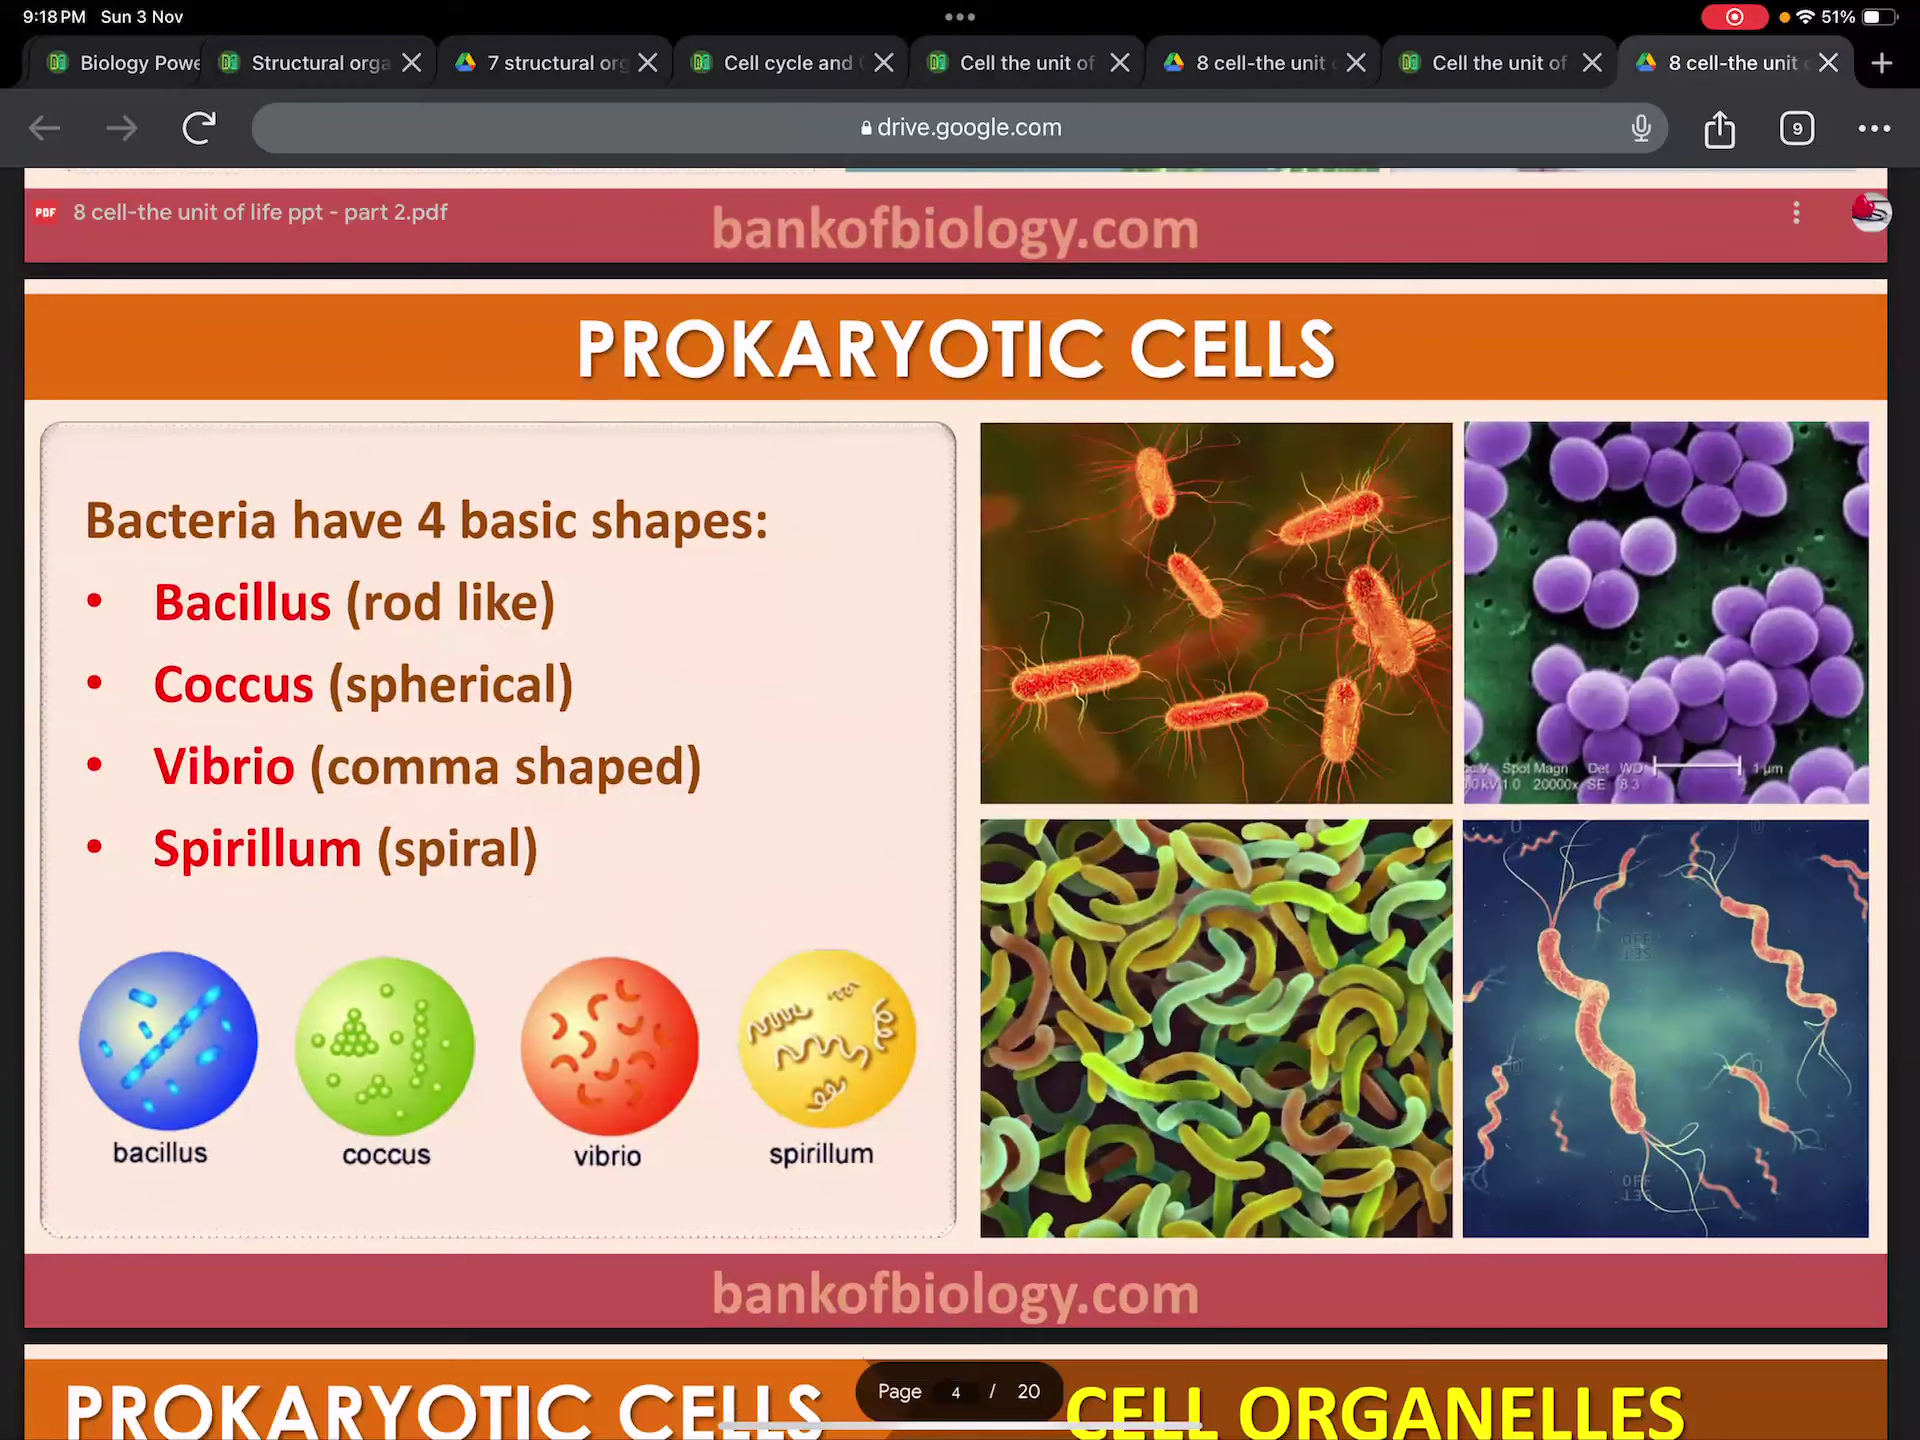 9:18 PM Sun 3 Nov
51%
Biology Powe
Structural orga
7 structural org
Cell cycle and
Cell the unit of
8 cell-the unit
Cell the unit of
8 cell-the unit
drive.google.com
9
PDF 8 cell-the unit of life ppt - part 2.pdf
bankofbiology.com
PROKARYOTIC CELLS
Bacteria have 4 basic shapes:
• Bacillus (rod like)
• Coccus (spherical)
• Vibrio (comma shaped)
• Spirillum (spiral)
bacillus
coccus
vibrio
spirillum
Spot Magn Det WD 1 µm
20000x SE 8.3
bankofbiology.com
PROKARYOTIC CELLS
Page 4 / 20
CELL ORGANELLES